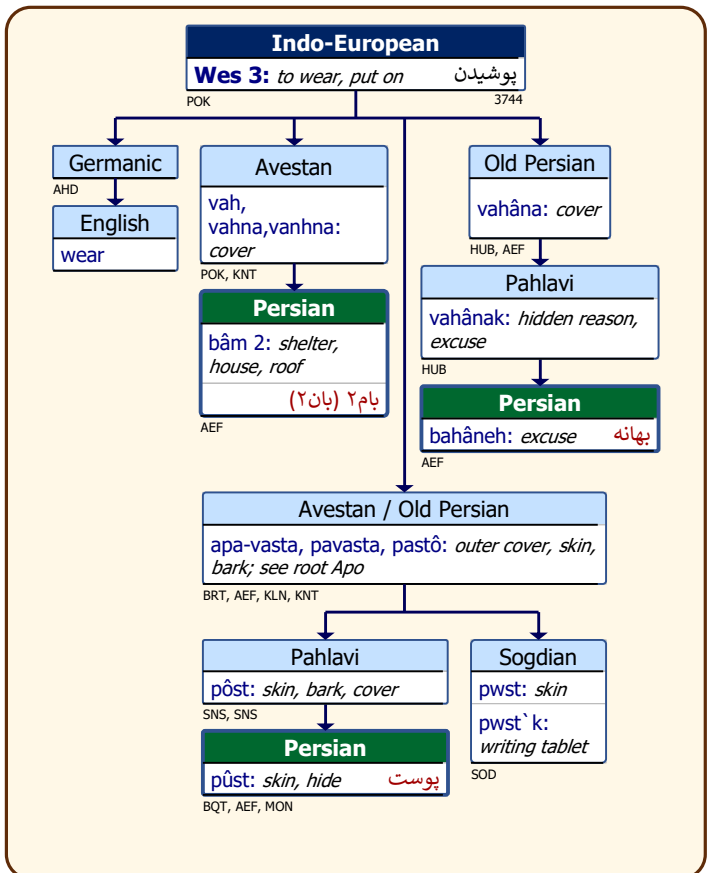 Indo-European
Wes 3: to wear, put on پوشیدن
POK 3744
Germanic
AHD
English
wear
Avestan
vah,
vahna,vanhna:
cover
POK, KNT
Persian
bâm 2: shelter,
house, roof
بام۲ (بان۲)
AEF
Old Persian
vahâna: cover
HUB, AEF
Pahlavi
vahânak: hidden reason,
excuse
HUB
Persian
bahâneh: excuse بهانه
AEF
Avestan / Old Persian
apa-vasta, pavasta, pastô: outer cover, skin,
bark; see root Apo
BRT, AEF, KLN, KNT
Pahlavi
pôst: skin, bark, cover
SNS, SNS
Persian
pûst: skin, hide پوست
BQT, AEF, MON
Sogdian
pwst: skin
pwst`k:
writing tablet
SOD